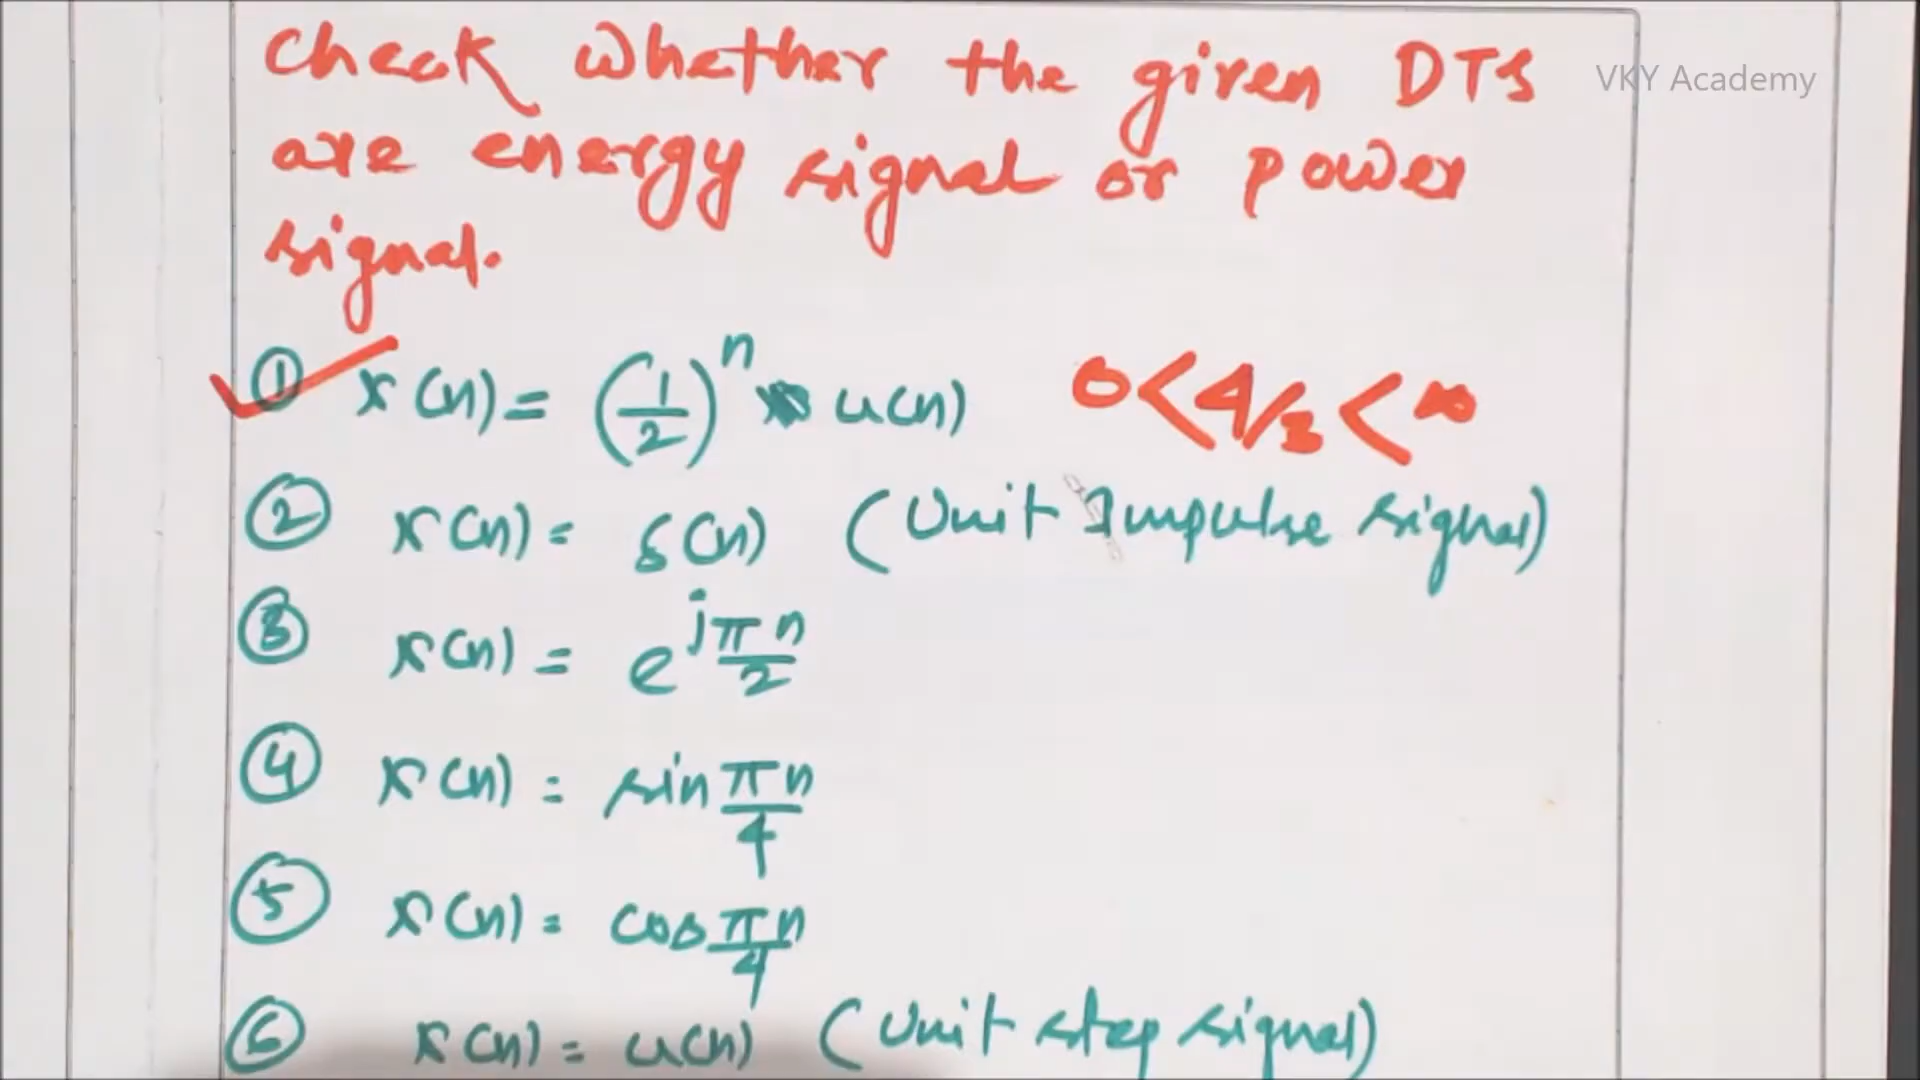 Check whether the given DTS
VKY Academy
are energy signal or power
signal.
① x(n) = (1/2)^n u(n) 0 < 4/3 < ∞
② x(n) = δ(n) (Unit Impulse signal)
③ x(n) = e^{jπn/2}
④ x(n) = sin πn/4
⑤ x(n) = cos πn/4
⑥ x(n) = u(n) (Unit step signal)